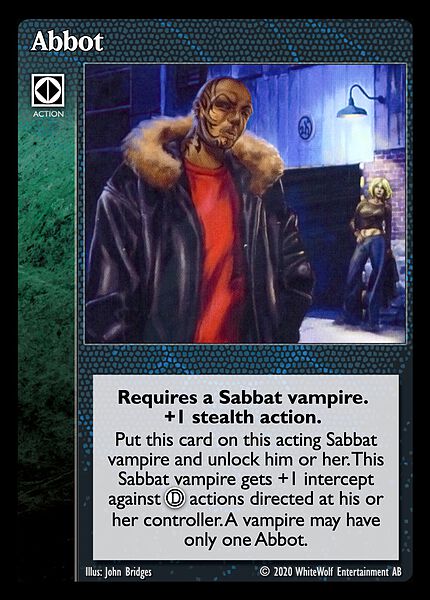 Abbot
ACTION
Requires a Sabbat vampire.
+1 stealth action.
Put this card on this acting Sabbat
vampire and unlock him or her. This
Sabbat vampire gets +1 intercept
against Ⓓ actions directed at his or
her controller. A vampire may have
only one Abbot.
Illus: John Bridges © 2020 WhiteWolf Entertainment AB